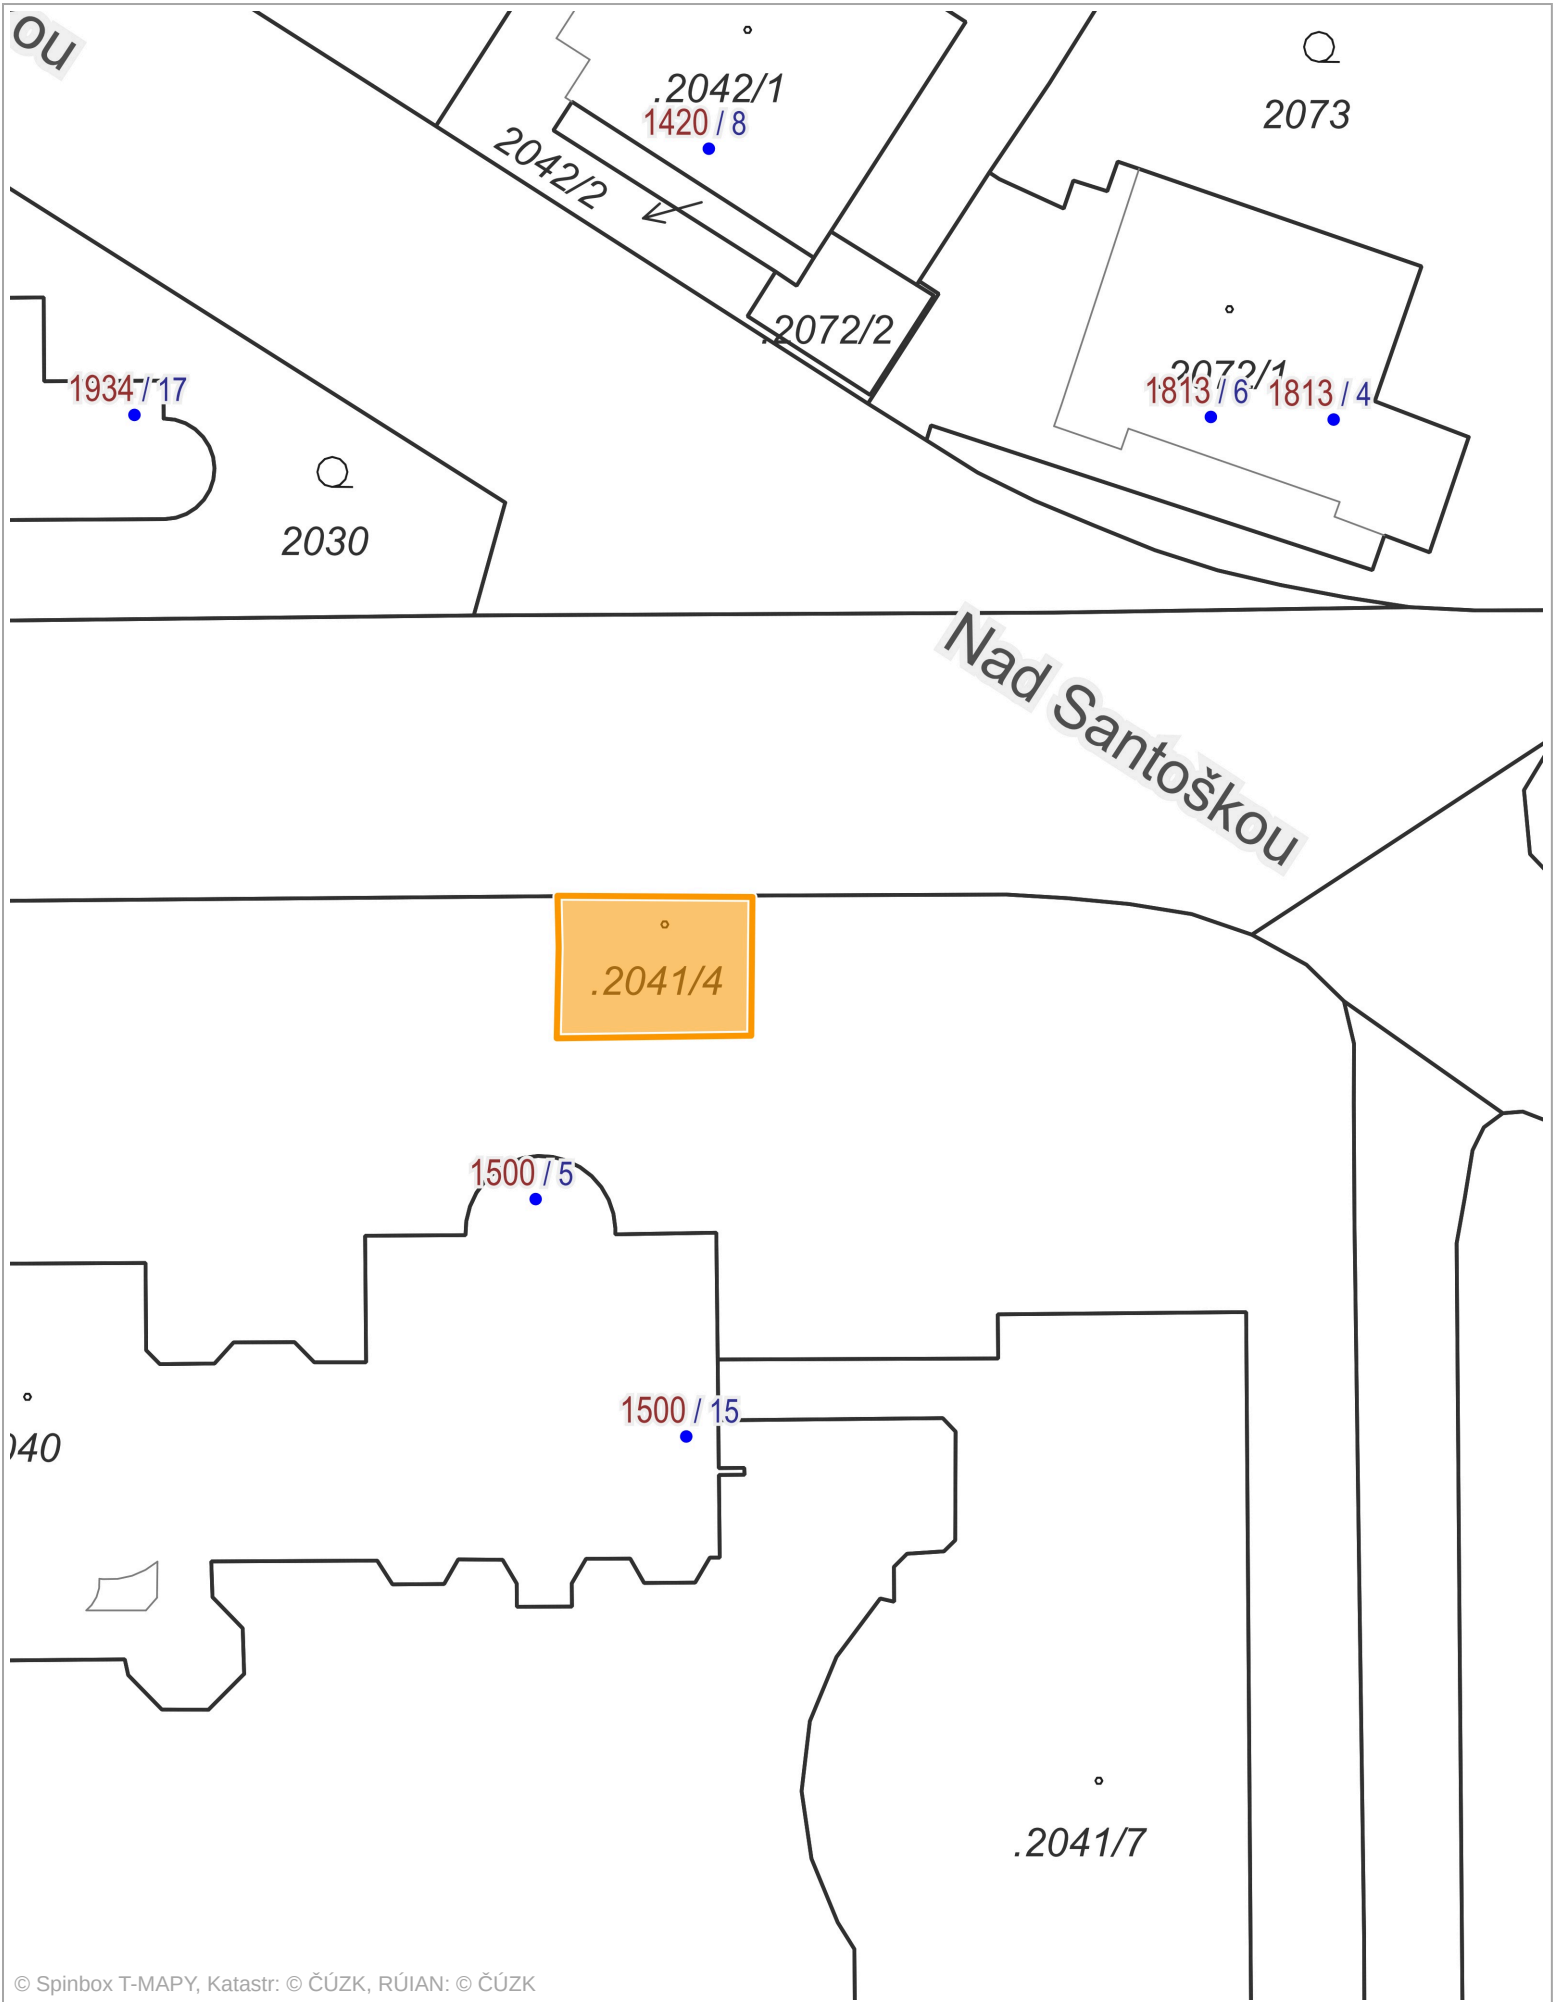 ou
.2042/1
1420 / 8
2073
2042/2
.2072/2
.2072/1
1813 / 6
1813 / 4
1934 / 17
2030
Nad Santoškou
.2041/4
1500 / 5
1500 / 15
040
.2041/7
© Spinbox T-MAPY, Katastr: © ČÚZK, RÚIAN: © ČÚZK